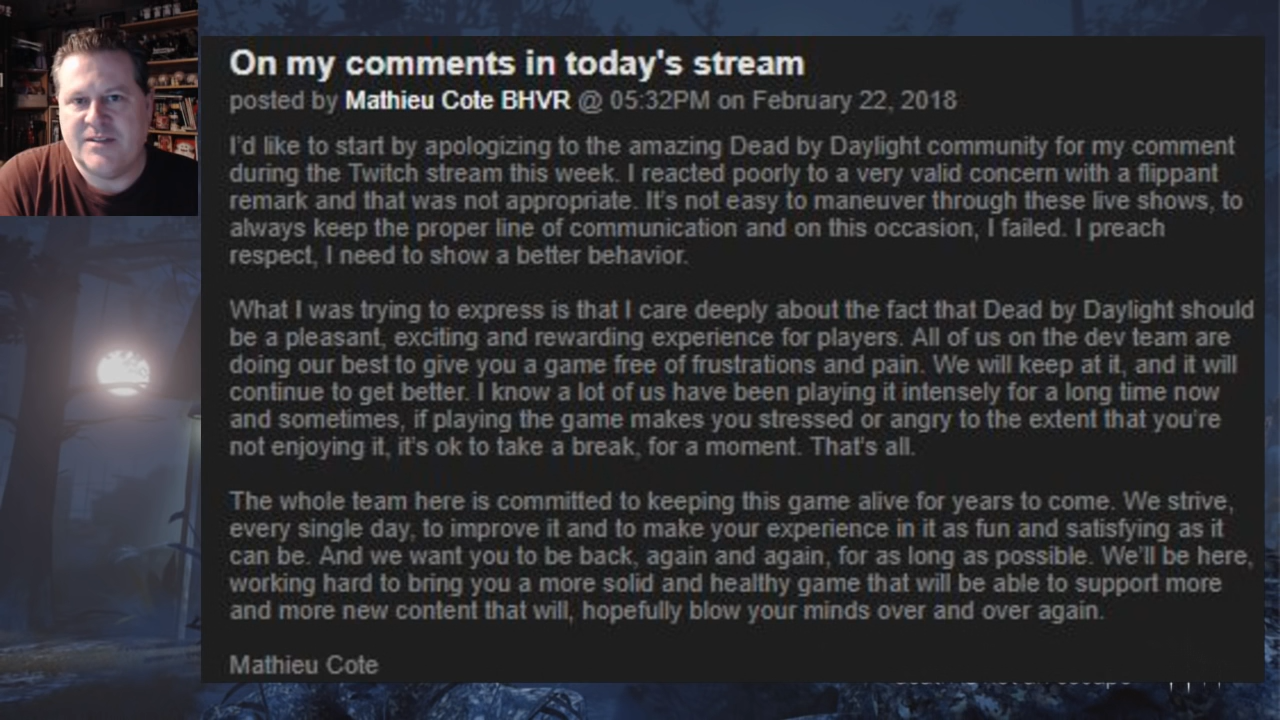 On my comments in today's stream
posted by Mathieu Cote BHVR @ 05:32PM on February 22, 2018
I'd like to start by apologizing to the amazing Dead by Daylight community for my comment
during the Twitch stream this week. I reacted poorly to a very valid concern with a flippant
remark and that was not appropriate. It's not easy to maneuver through these live shows, to
always keep the proper line of communication and on this occasion, I failed. I preach
respect, I need to show a better behavior.
What I was trying to express is that I care deeply about the fact that Dead by Daylight should
be a pleasant, exciting and rewarding experience for players. All of us on the dev team are
doing our best to give you a game free of frustrations and pain. We will keep at it, and it will
continue to get better. I know a lot of us have been playing it intensely for a long time now
and sometimes, if playing the game makes you stressed or angry to the extent that you're
not enjoying it, it's ok to take a break, for a moment. That's all.
The whole team here is committed to keeping this game alive for years to come. We strive,
every single day, to improve it and to make your experience in it as fun and satisfying as it
can be. And we want you to be back, again and again, for as long as possible. We'll be here,
working hard to bring you a more solid and healthy game that will be able to support more
and more new content that will, hopefully blow your minds over and over again.
Mathieu Cote